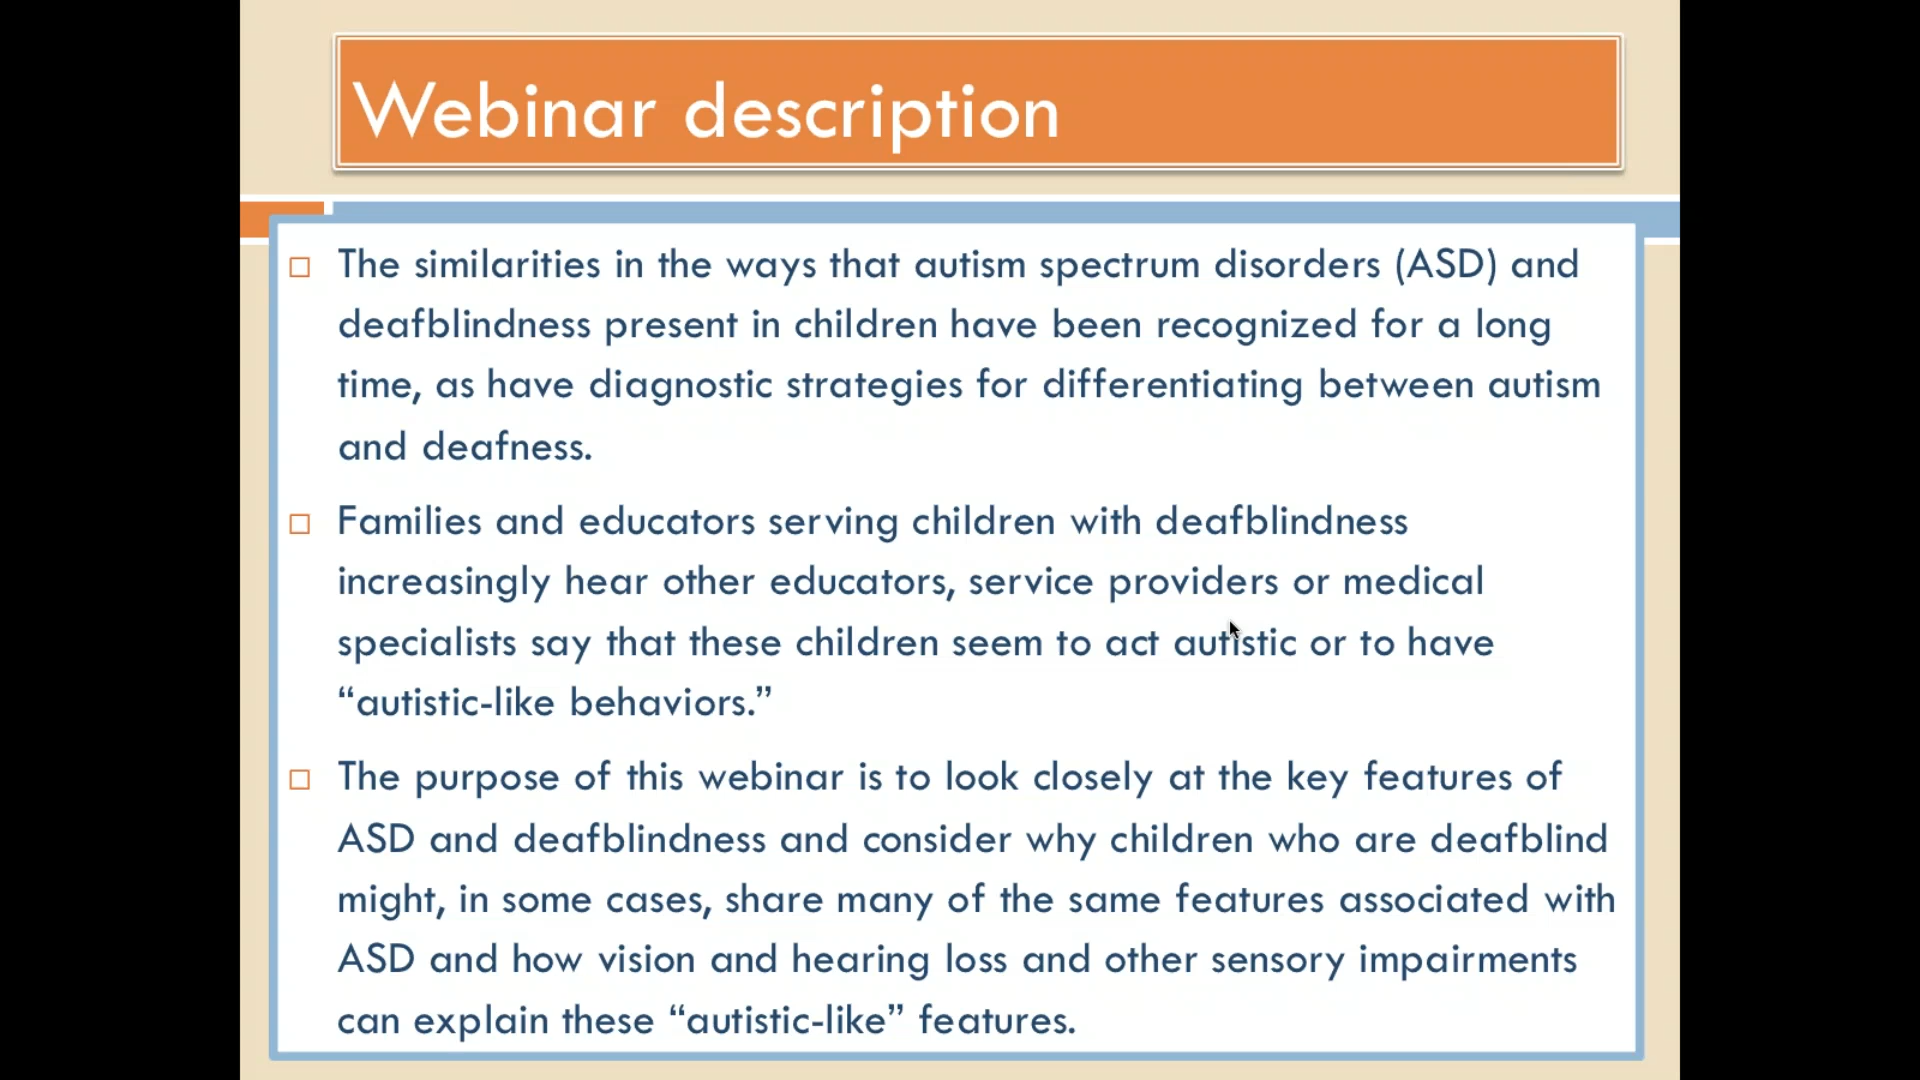 Webinar description
The similarities in the ways that autism spectrum disorders (ASD) and
deafblindness present in children have been recognized for a long
time, as have diagnostic strategies for differentiating between autism
and deafness.
Families and educators serving children with deafblindness
increasingly hear other educators, service providers or medical
specialists say that these children seem to act autistic or to have
“autistic-like behaviors.”
The purpose of this webinar is to look closely at the key features of
ASD and deafblindness and consider why children who are deafblind
might, in some cases, share many of the same features associated with
ASD and how vision and hearing loss and other sensory impairments
can explain these “autistic-like” features.